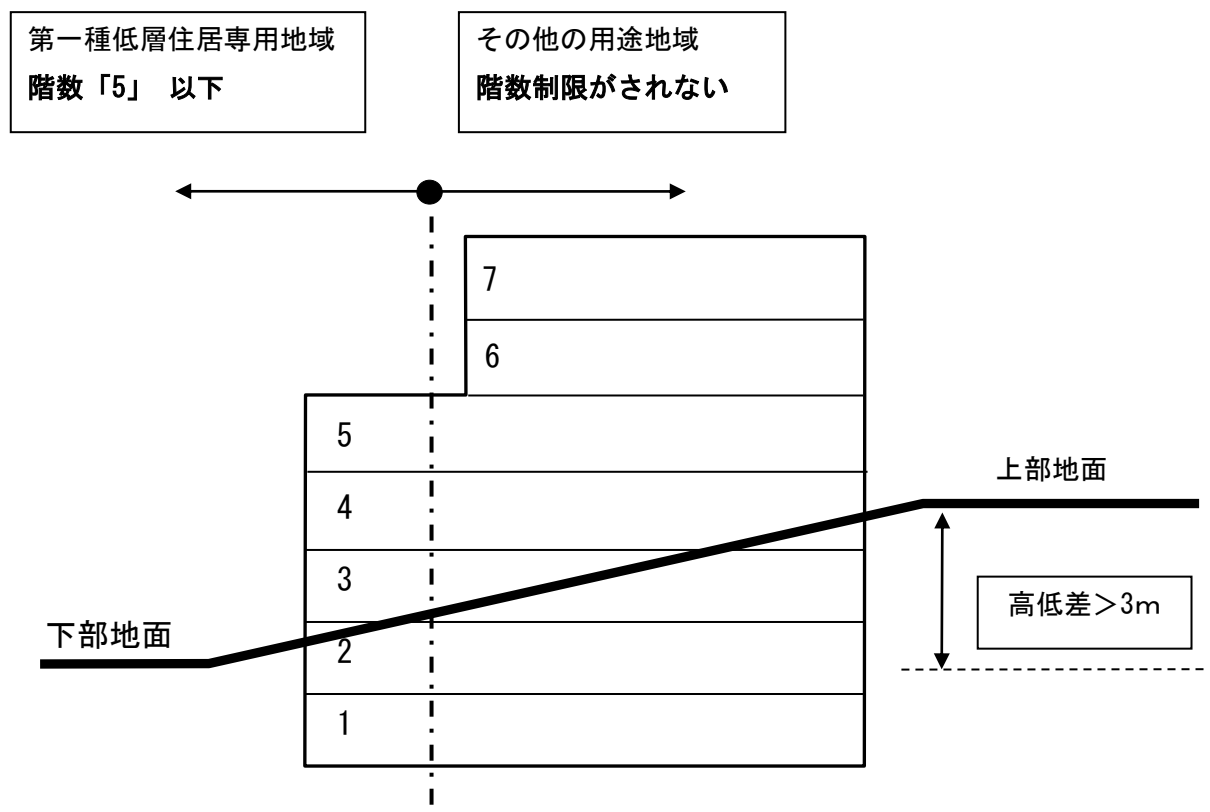 第一種低層住居専用地域
階数「5」 以下
その他の用途地域
階数制限がされない
7
6
5
4
3
2
1
上部地面
高低差＞3ｍ
下部地面